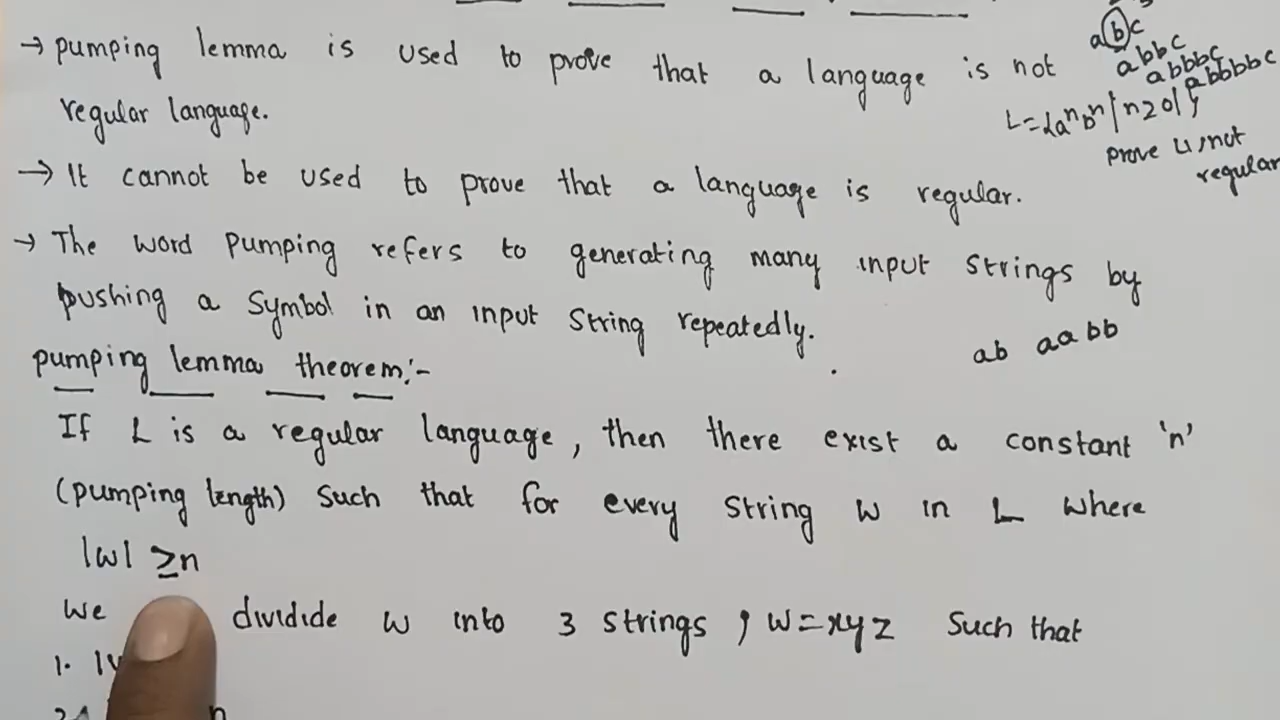 → pumping lemma is used to prove that a language is not
regular language.
abc
abbc
abbbc
abbbbc
L={aⁿbⁿ|n≥0}
prove L is not
regular
→ It cannot be used to prove that a language is regular.
→ The word pumping refers to generating many input strings by
pushing a symbol in an input string repeatedly.
ab aabb
pumping lemma theorem:-
If L is a regular language, then there exist a constant 'n'
(pumping length) such that for every string w in L where
|w| ≥n
We dividide w into 3 strings, w=xyz such that
1.
n